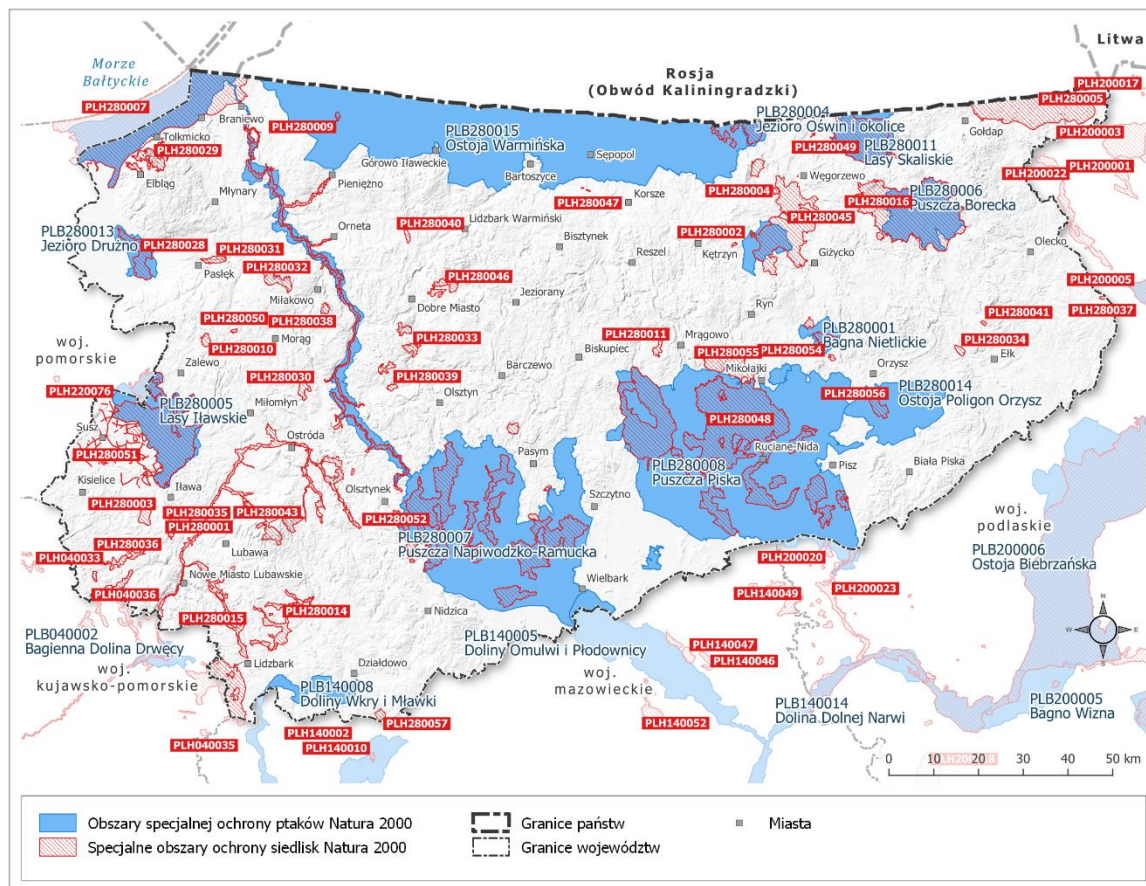 Litwa
Morze
Bałtyckie
Rosja
(Obwód Kaliningradzki)
PLH200017
PLH280007
PLH280005
PLB280004
Jezioro Oświn i okolice
Braniewo
PLH280009
PLB280015
Ostoja Warmińska
Gołdap
PLH200003
Tolkmicko
PLH280029
PLH280049
PLB280011
Lasy Skaliskie
Sępopol
Górowo Iławeckie
Bartoszyce
PLH200001
PLH200022
Elbląg
Pieniężno
Węgorzewo
PLH280004
PLB280006
Puszcza Borecka
Młynary
PLH280047
Korsze
PLH280016
PLH280045
PLH280040
Lidzbark Warmiński
PLH280002
PLB280013
Jezioro Drużno
PLH280028
PLH280031
Orneta
Bisztynek
Kętrzyn
Olecko
Pasłęk
PLH280032
Reszel
Giżycko
PLH280046
PLH200005
Miłakowo
Dobre Miasto
Jeziorany
PLH280041
PLH280037
PLH280050
PLH280038
Ryn
PLH280010
Morąg
PLH280033
PLH280011
Mrągowo
PLB280001
Bagna Nietlickie
PLH280034
woj.
pomorskie
PLH280055
PLH280054
Biskupiec
Ełk
Zalewo
PLH280030
PLH280039
Barczewo
Mikołajki
Orzysz
PLH220076
Olsztyn
PLH280056
PLB280014
Ostoja Poligon Orzysz
PLB280005
Lasy Iławskie
Miłomłyn
PLH280048
Susz
Ostróda
PLH280051
Ruciane-Nida
Pasym
PLB280008
Puszcza Piska
Pisz
Biała Piska
Kisielice
Iława
Olsztynek
Szczytno
PLH280003
PLH280035
PLH280043
PLH280052
PLH280001
PLB280007
Puszcza Napiwodzko-Ramucka
woj.
podlaskie
PLH280036
Lubawa
PLH040033
PLH200020
PLB200006
Ostoja Biebrzańska
Nowe Miasto Lubawskie
Wielbark
PLH040036
PLH140049
PLH200023
PLH280015
PLH280014
Nidzica
N
W
E
S
PLB040002
Bagienna Dolina Drwęcy
PLB140005
Doliny Omulwi i Płodownicy
PLH140047
PLH140046
woj.
kujawsko-pomorskie
Lidzbark
Działdowo
woj.
mazowieckie
PLB140008
Doliny Wkry i Mławki
PLB140014
Dolina Dolnej Narwi
PLB200005
Bagno Wizna
PLH280057
PLH140052
PLH140002
PLH040035
PLH140010
0 10 20 30 40 50 km
Obszary specjalnej ochrony ptaków Natura 2000
Granice państw
Miasta
Specjalne obszary ochrony siedlisk Natura 2000
Granice województw